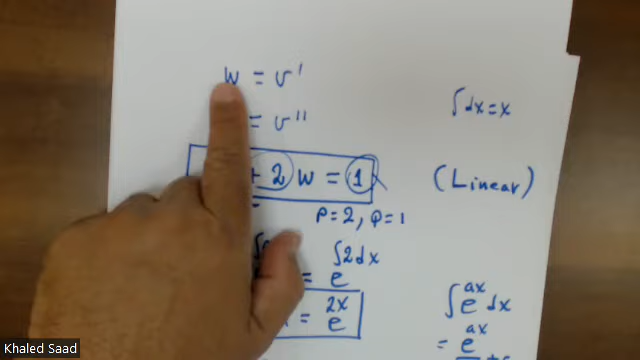 w = v'
= v''
∫dx = x
+ 2 w = 1
(Linear)
P = 2, Q = 1
= e^∫2dx
e^2x
∫e^ax dx
= e^ax
Khaled Saad